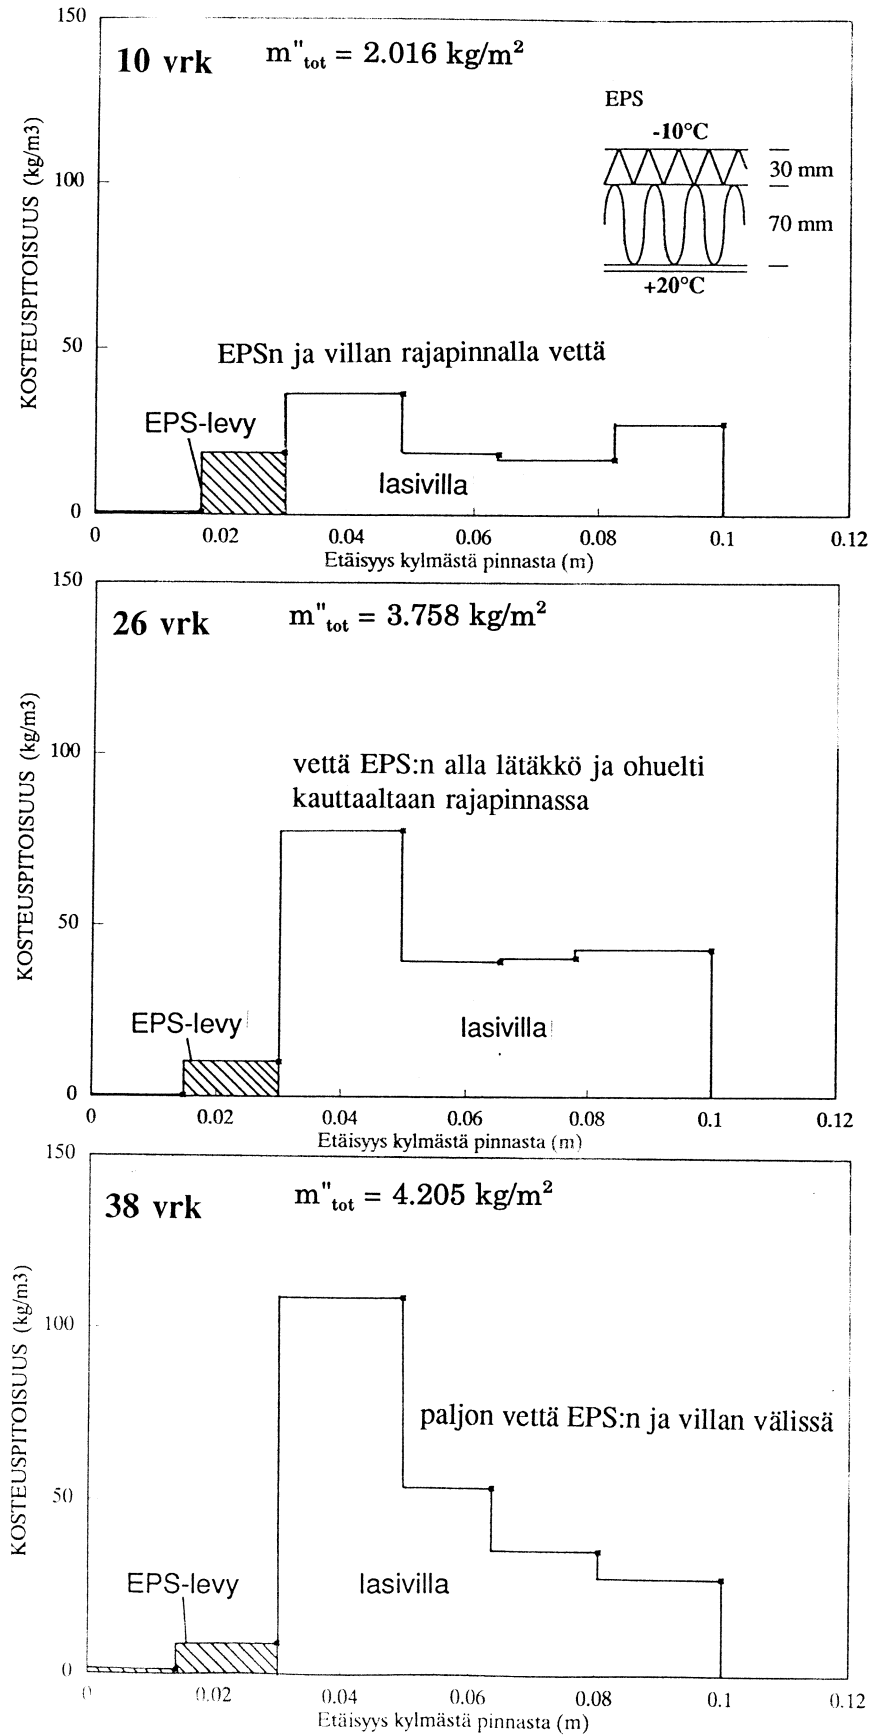 150
10 vrk
m"tot = 2.016 kg/m²
EPS
-10°C
30 mm
70 mm
+20°C
KOSTEUSPITOISUUS (kg/m3)
100
50
EPSn ja villan rajapinnalla vettä
EPS-levy
lasivilla
0
0 0.02 0.04 0.06 0.08 0.1 0.12
Etäisyys kylmästä pinnasta (m)
150
26 vrk
m"tot = 3.758 kg/m²
KOSTEUSPITOISUUS (kg/m3)
100
vettä EPS:n alla lätäkkö ja ohuelti
kauttaaltaan rajapinnassa
50
EPS-levy
lasivilla
0
0 0.02 0.04 0.06 0.08 0.1 0.12
Etäisyys kylmästä pinnasta (m)
150
38 vrk
m"tot = 4.205 kg/m²
KOSTEUSPITOISUUS (kg/m3)
100
paljon vettä EPS:n ja villan välissä
50
EPS-levy
lasivilla
0
0 0.02 0.04 0.06 0.08 0.1 0.12
Etäisyys kylmästä pinnasta (m)